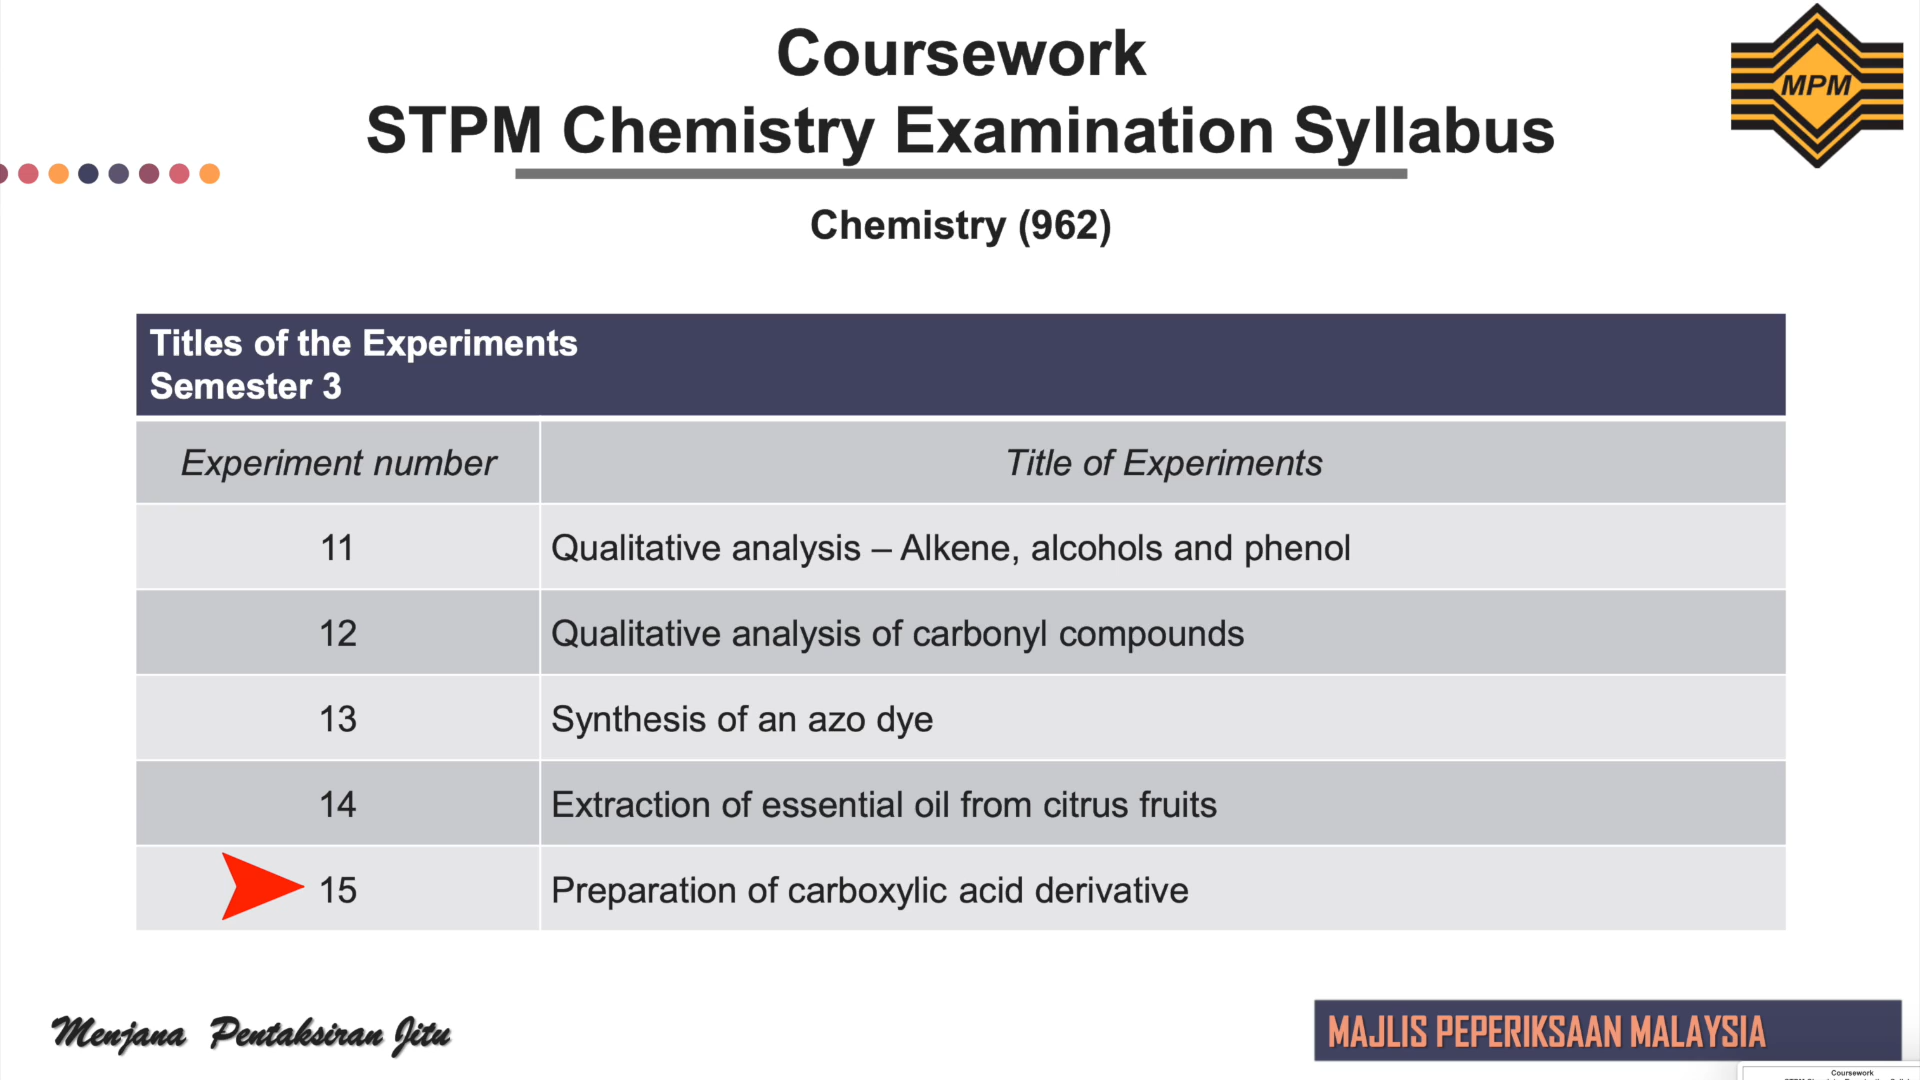 Coursework
STPM Chemistry Examination Syllabus
MPM
Chemistry (962)
Titles of the Experiments
Semester 3
Experiment number Title of Experiments
11 Qualitative analysis – Alkene, alcohols and phenol
12 Qualitative analysis of carbonyl compounds
13 Synthesis of an azo dye
14 Extraction of essential oil from citrus fruits
15 Preparation of carboxylic acid derivative
Menjana Pentaksiran Jitu
MAJLIS PEPERIKSAAN MALAYSIA
Coursework